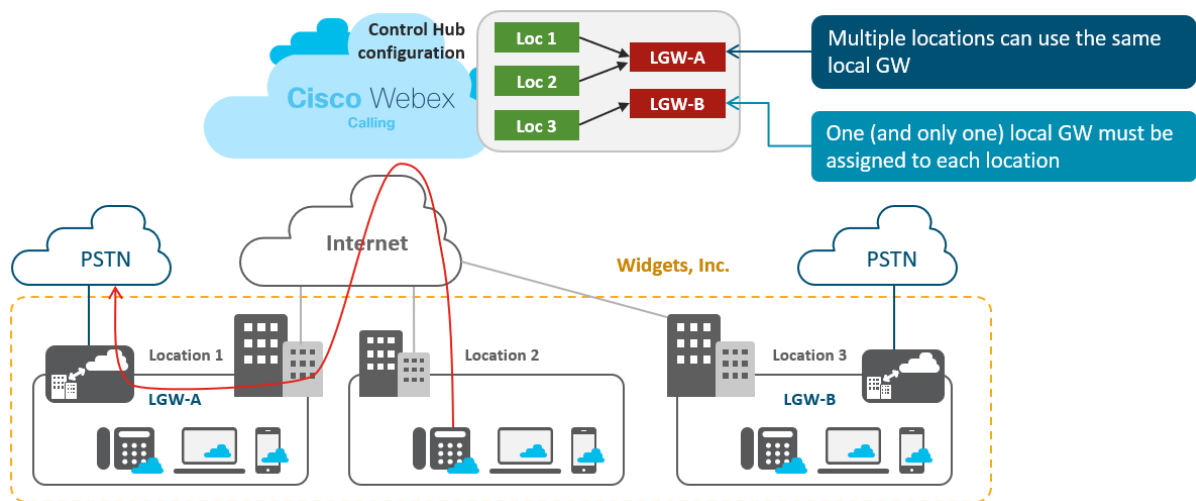 Control Hub
configuration
Cisco Webex
Calling
Loc 1
Loc 2
Loc 3
LGW-A
LGW-B
Multiple locations can use the same
local GW
One (and only one) local GW must be
assigned to each location
PSTN
Internet
Widgets, Inc.
PSTN
Location 1
Location 2
Location 3
LGW-A
LGW-B